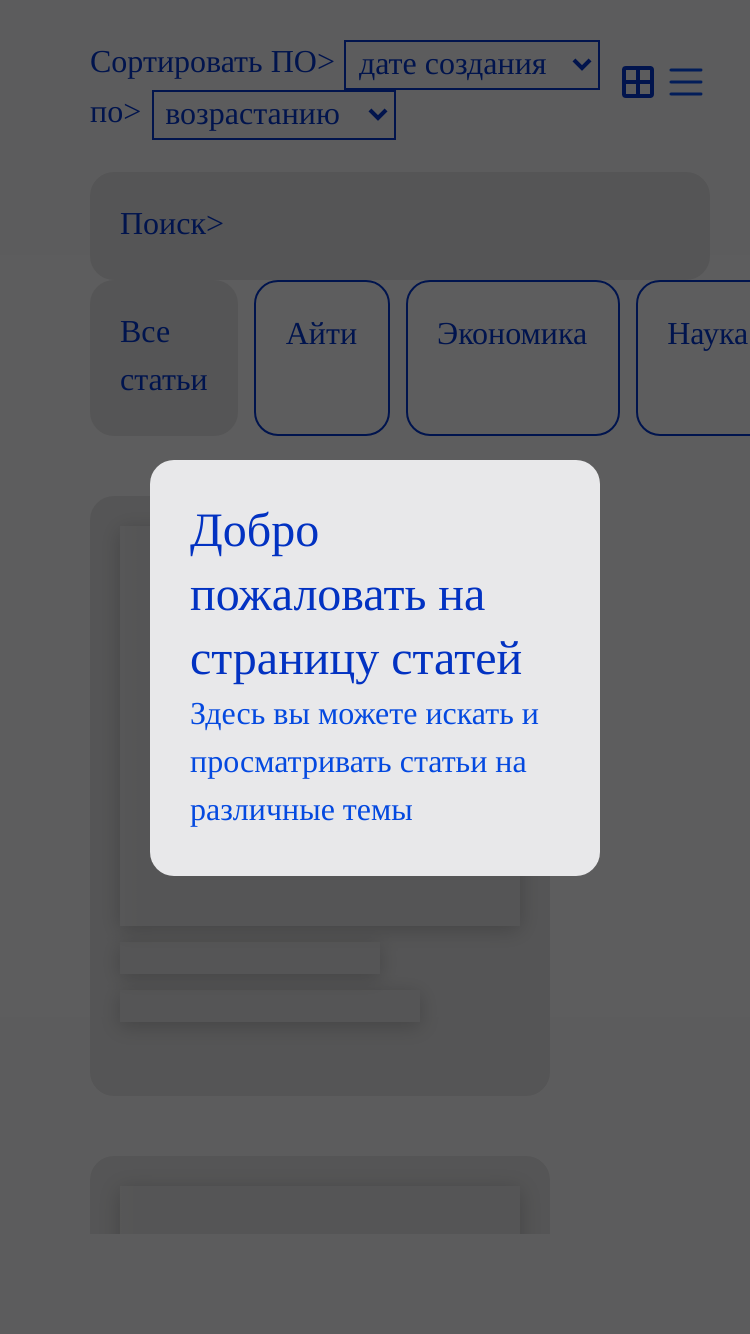 Сортировать ПО> дате создания
по> возрастанию
Поиск>
Все статьи
Айти
Экономика
Наука
Добро
пожаловать на
страницу статей
Здесь вы можете искать и
просматривать статьи на
различные темы